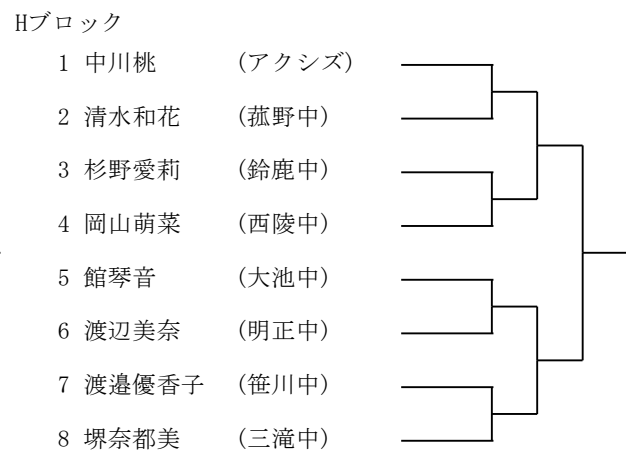 Hブロック
1 中川桃 (アクシズ)
2 清水和花 (菰野中)
3 杉野愛莉 (鈴鹿中)
4 岡山萌菜 (西陵中)
5 館琴音 (大池中)
6 渡辺美奈 (明正中)
7 渡邉優香子 (笹川中)
8 堺奈都美 (三滝中)